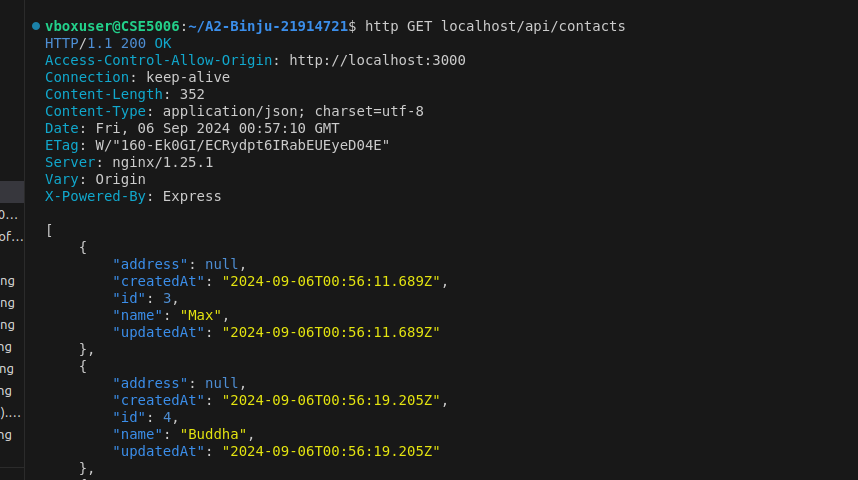 vboxuser@CSE5006:~/A2-Binju-21914721$ http GET localhost/api/contacts
HTTP/1.1 200 OK
Access-Control-Allow-Origin: http://localhost:3000
Connection: keep-alive
Content-Length: 352
Content-Type: application/json; charset=utf-8
Date: Fri, 06 Sep 2024 00:57:10 GMT
ETag: W/"160-Ek0GI/ECRydpt6IRabEUEyeD04E"
Server: nginx/1.25.1
Vary: Origin
X-Powered-By: Express
[
{
"address": null,
"createdAt": "2024-09-06T00:56:11.689Z",
"id": 3,
"name": "Max",
"updatedAt": "2024-09-06T00:56:11.689Z"
},
{
"address": null,
"createdAt": "2024-09-06T00:56:19.205Z",
"id": 4,
"name": "Buddha",
"updatedAt": "2024-09-06T00:56:19.205Z"
},
0...
of...
ng
ng
ng
ng
ng
ng
)....
ng